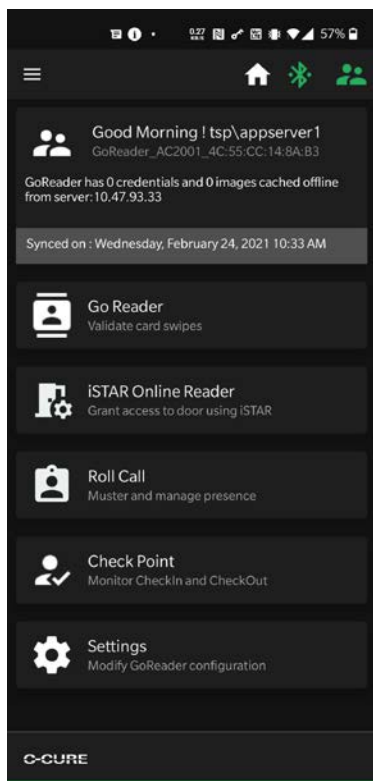 0.27 KB/S 57%
Good Morning ! tsp\appserver1
GoReader_AC2001_4C:55:CC:14:8A:B3
GoReader has 0 credentials and 0 images cached offline
from server:10.47.93.33
Synced on : Wednesday, February 24, 2021 10:33 AM
Go Reader
Validate card swipes
iSTAR Online Reader
Grant access to door using iSTAR
Roll Call
Muster and manage presence
Check Point
Monitor CheckIn and CheckOut
Settings
Modify GoReader configuration
C•CURE